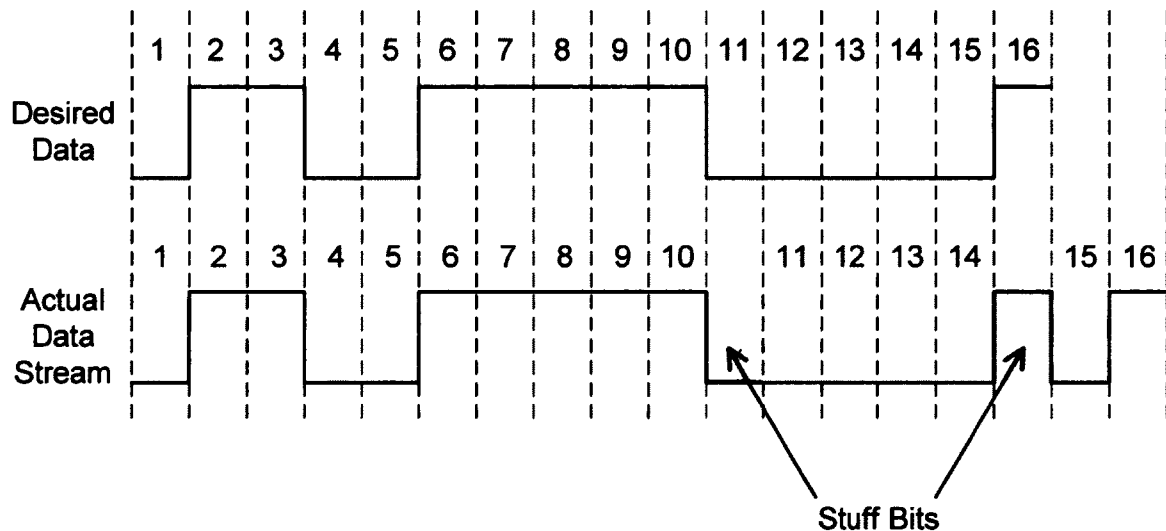 1 2 3 4 5 6 7 8 9 10 11 12 13 14 15 16
Desired
Data
1 2 3 4 5 6 7 8 9 10 11 12 13 14 15 16
Actual
Data
Stream
Stuff Bits